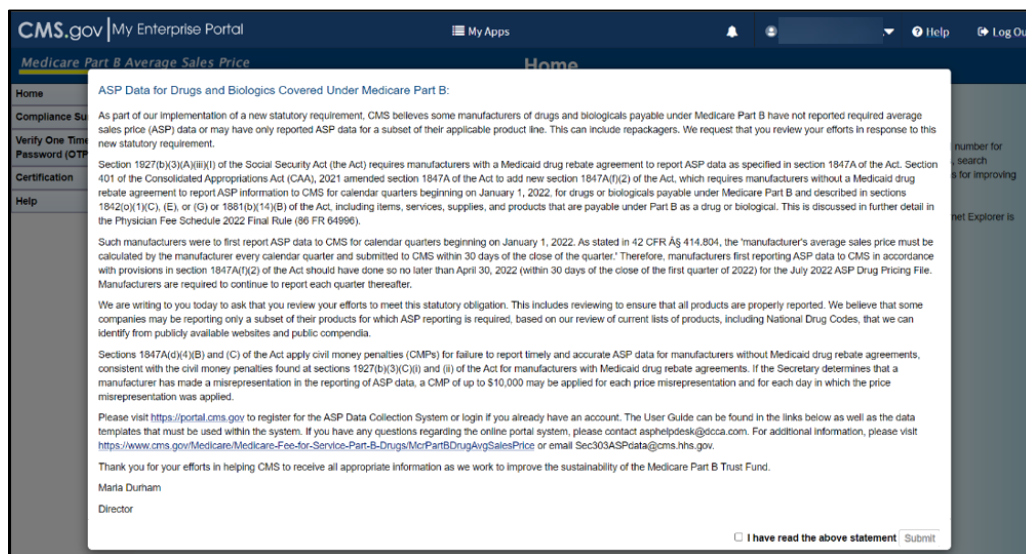 CMS.gov My Enterprise Portal
My Apps
Help
Log Ou
Medicare Part B Average Sales Price
Home
Home
Compliance Su
Verify One Time
Password (OTP
Certification
Help
ASP Data for Drugs and Biologics Covered Under Medicare Part B:
As part of our implementation of a new statutory requirement, CMS believes some manufacturers of drugs and biologicals payable under Medicare Part B have not reported required average
sales price (ASP) data or may have only reported ASP data for a subset of their applicable product line. This can include repackagers. We request that you review your efforts in response to this
new statutory requirement.
Section 1927(b)(3)(A)(iii)(I) of the Social Security Act (the Act) requires manufacturers with a Medicaid drug rebate agreement to report ASP data as specified in section 1847A of the Act. Section
401 of the Consolidated Appropriations Act (CAA), 2021 amended section 1847A of the Act to add new section 1847A(f)(2) of the Act, which requires manufacturers without a Medicaid drug
rebate agreement to report ASP information to CMS for calendar quarters beginning on January 1, 2022, for drugs or biologicals payable under Medicare Part B and described in sections
1842(o)(1)(C), (E), or (G) or 1881(b)(14)(B) of the Act, including items, services, supplies, and products that are payable under Part B as a drug or biological. This is discussed in further detail in
the Physician Fee Schedule 2022 Final Rule (86 FR 64996).
Such manufacturers were to first report ASP data to CMS for calendar quarters beginning on January 1, 2022. As stated in 42 CFR Â§ 414.804, the 'manufacturer's average sales price must be
calculated by the manufacturer every calendar quarter and submitted to CMS within 30 days of the close of the quarter.' Therefore, manufacturers first reporting ASP data to CMS in accordance
with provisions in section 1847A(f)(2) of the Act should have done so no later than April 30, 2022 (within 30 days of the close of the first quarter of 2022) for the July 2022 ASP Drug Pricing File.
Manufacturers are required to continue to report each quarter thereafter.
We are writing to you today to ask that you review your efforts to meet this statutory obligation. This includes reviewing to ensure that all products are properly reported. We believe that some
companies may be reporting only a subset of their products for which ASP reporting is required, based on our review of current lists of products, including National Drug Codes, that we can
identify from publicly available websites and public compendia.
Sections 1847A(d)(4)(B) and (C) of the Act apply civil money penalties (CMPs) for failure to report timely and accurate ASP data for manufacturers without Medicaid drug rebate agreements,
consistent with the civil money penalties found at sections 1927(b)(3)(C)(i) and (ii) of the Act for manufacturers with Medicaid drug rebate agreements. If the Secretary determines that a
manufacturer has made a misrepresentation in the reporting of ASP data, a CMP of up to $10,000 may be applied for each price misrepresentation and for each day in which the price
misrepresentation was applied.
Please visit https://portal.cms.gov to register for the ASP Data Collection System or login if you already have an account. The User Guide can be found in the links below as well as the data
templates that must be used within the system. If you have any questions regarding the online portal system, please contact asphelpdesk@dcca.com. For additional information, please visit
https://www.cms.gov/Medicare/Medicare-Fee-for-Service-Part-B-Drugs/McrPartBDrugAvgSalesPrice or email Sec303ASPdata@cms.hhs.gov.
Thank you for your efforts in helping CMS to receive all appropriate information as we work to improve the sustainability of the Medicare Part B Trust Fund.
Marla Durham
Director
I have read the above statement Submit
number for
, search
s for improving
net Explorer is